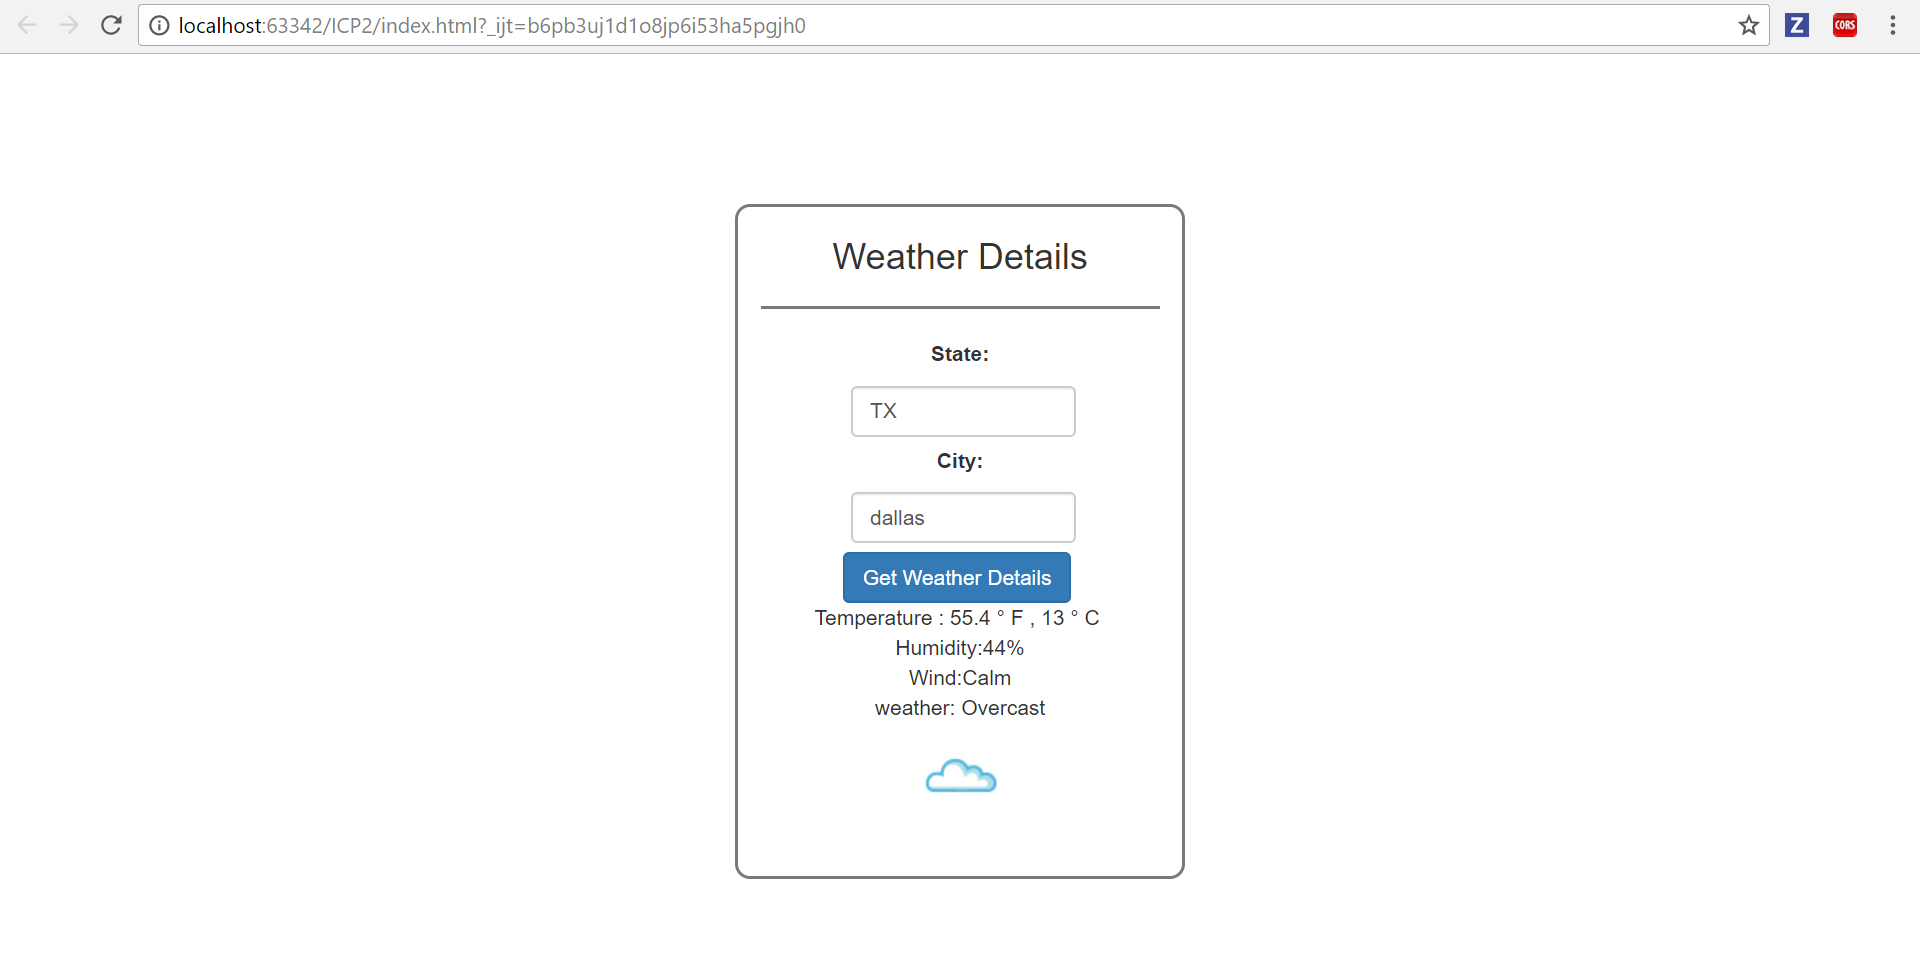 localhost:63342/ICP2/index.html?_ijt=b6pb3uj1d1o8jp6i53ha5pgjh0
Z
CORS
Weather Details
State:
TX
City:
dallas
Get Weather Details
Temperature : 55.4 ° F , 13 ° C
Humidity:44%
Wind:Calm
weather: Overcast